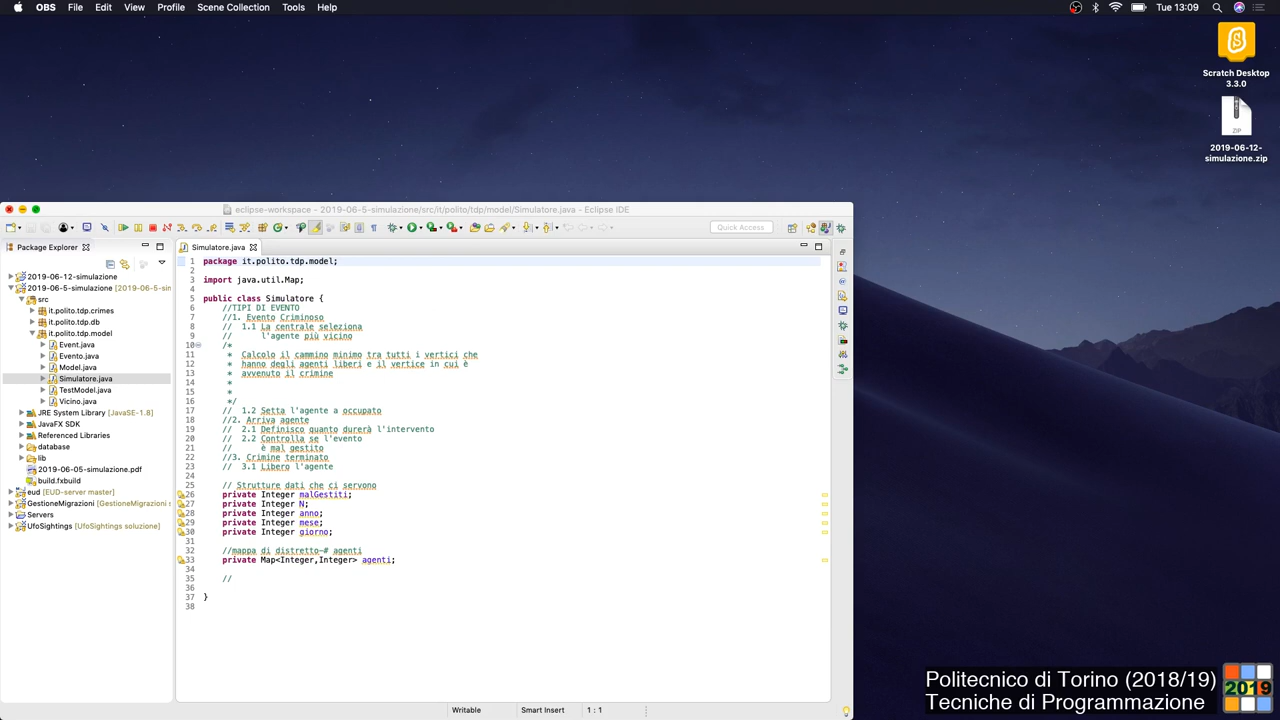 OBS File Edit View Profile Scene Collection Tools Help
Tue 13:09
Scratch Desktop
3.3.0
ZIP
2019-06-12-
simulazione.zip
eclipse-workspace - 2019-06-5-simulazione/src/it/polito/tdp/model/Simulatore.java - Eclipse IDE
Quick Access
Package Explorer
2019-06-12-simulazione
2019-06-5-simulazione [2019-06-5-sim
src
it.polito.tdp.crimes
it.polito.tdp.db
it.polito.tdp.model
Event.java
Evento.java
Model.java
Simulatore.java
TestModel.java
Vicino.java
JRE System Library [JavaSE-1.8]
JavaFX SDK
Referenced Libraries
database
lib
2019-06-05-simulazione.pdf
build.fxbuild
eud [EUD-server master]
GestioneMigrazioni [GestioneMigrazioni s
Servers
UfoSightings [UfoSightings soluzione]
Simulatore.java
1 package it.polito.tdp.model;
2
3 import java.util.Map;
4
5 public class Simulatore {
6 //TIPI DI EVENTO
7 //1. Evento Criminoso
8 // 1.1 La centrale seleziona
9 // l'agente più vicino
10 /*
11 * Calcolo il cammino minimo tra tutti i vertici che
12 * hanno degli agenti liberi e il vertice in cui è
13 * avvenuto il crimine
14 *
15 *
16 */
17 // 1.2 Setta l'agente a occupato
18 //2. Arriva agente
19 // 2.1 Definisco quanto durerà l'intervento
20 // 2.2 Controlla se l'evento
21 // è mal gestito
22 //3. Crimine terminato
23 // 3.1 Libero l'agente
24
25 // Strutture dati che ci servono
26 private Integer malGestiti;
27 private Integer N;
28 private Integer anno;
29 private Integer mese;
30 private Integer giorno;
31
32 //mappa di distretto-# agenti
33 private Map<Integer,Integer> agenti;
34
35 //
36
37 }
38
Writable Smart Insert 1 : 1
Politecnico di Torino (2018/19)
Tecniche di Programmazione
2019